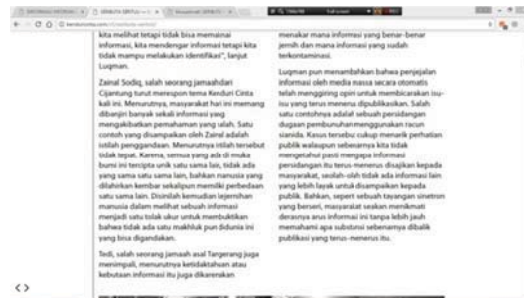 kenduricinta.com
kita melihat tetapi tidak bisa memainai
informasi, kita mendengar informasi tetapi kita
tidak mampu melakukan identifikasi", lanjut
Luqman.
Zainal Sodiq, salah seorang jamaahdari
Cijantung turut merespon tema Kenduri Cinta
kali ini. Menurutnya, masyarakat hari ini memang
dibanjiri banyak sekali informasi yang
mengakibatkan pemahaman yang salah. Satu
contoh yang disampaikan oleh Zainal adalah
istilah penggandaan. Menurutnya istilah tersebut
tidak tepat. Karena, semua yang ada di muka
bumi ini tercipta unik satu sama lain, tidak ada
yang sama satu sama lain, bahkan manusia yang
dilahirkan kembar sekalipun memilki perbedaan
satu sama lain. Disinilah kemudian kejernihan
manusia dalam melihat sebuah informasi
menjadi satu tolak ukur untuk membuktikan
bahwa tidak ada satu makhluk pun didunia ini
yang bisa digandakan.
Tedi, salah seorang jamaah asal Tangerang juga
menimpali, menurutnya ketidaktahuan atau
kebutaan informasi itu juga dikarenakan
menakar mana informasi yang benar-benar
jernih dan mana informasi yang sudah
terkontaminasi.
Luqman pun menambahkan bahwa penjejalan
informasi oleh media massa secara otomatis
telah menggiring opini untuk membicarakan isu-
isu yang terus menerus dipublikasikan. Salah
satu contohnya adalah sebuah persidangan
dugaan pembunuhanmenggunakan racun
sianida. Kasus tersebut cukup menarik perhatian
publik walaupun sebenarnya kita tidak
mengetahui pasti mengapa informasi
persidangan itu terus-menerus disajikan kepada
masyarakat, seolah-olah tidak ada informasi lain
yang lebih layak untuk disampaikan kepada
publik. Bahkan, seperti sebuah tayangan sinetron
yang berseri, masyarakat seakan menikmati
derasnya arus informasi ini tanpa lebih jauh
memahami apa substansi sebenarnya dibalik
publikasi yang terus-menerus itu.